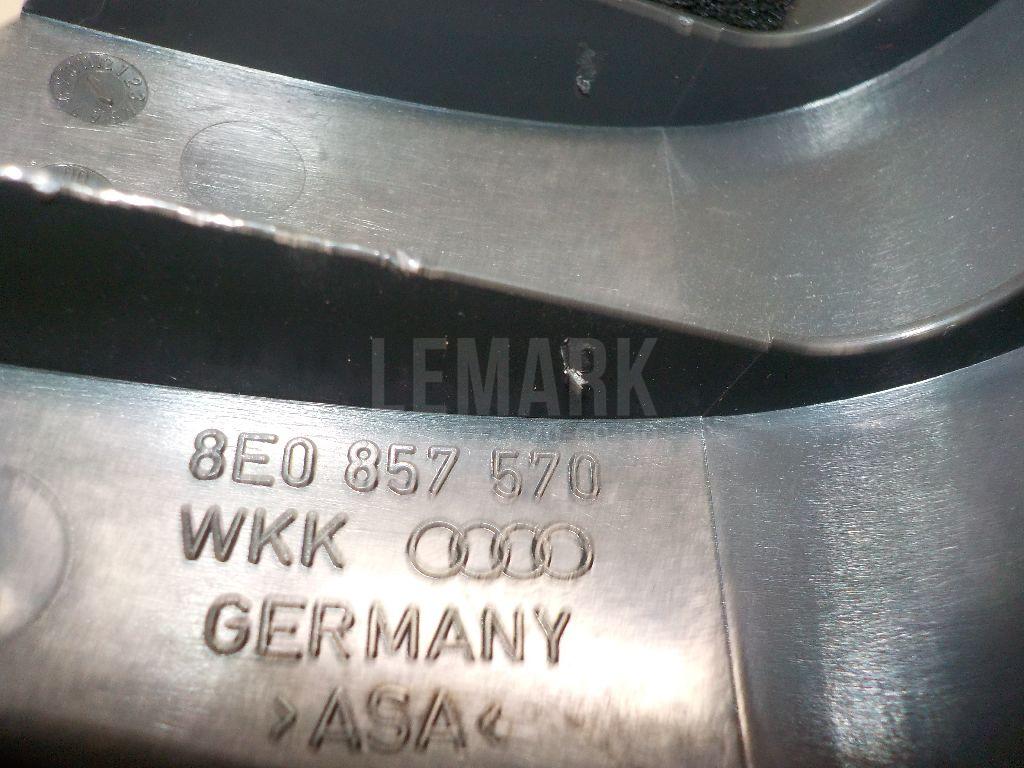 LEMARK
8E0 857 570
WKK
GERMANY
>ASA<